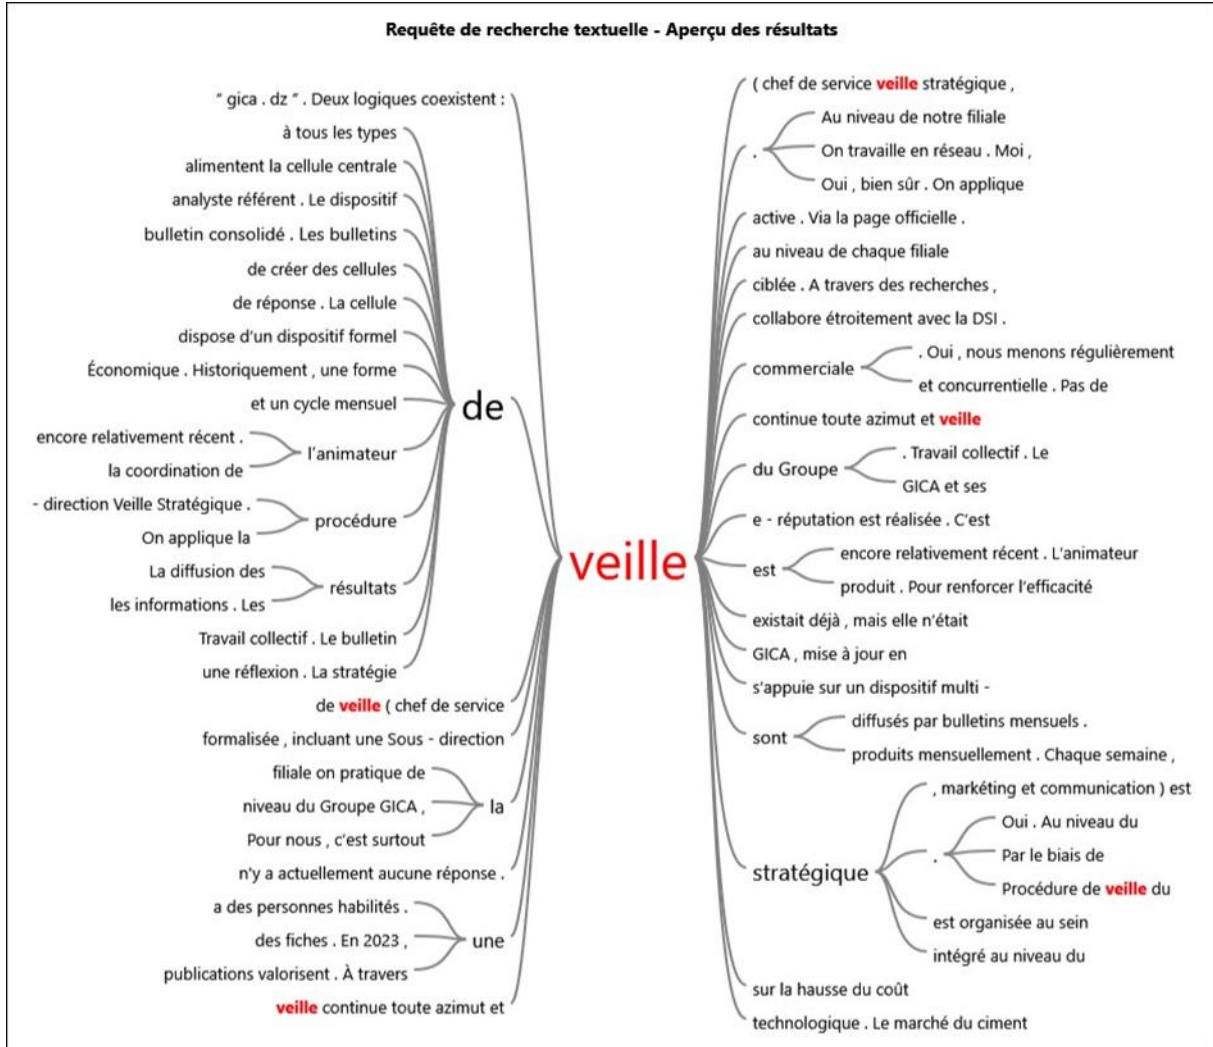 Requête de recherche textuelle - Aperçu des résultats
" gica . dz " . Deux logiques coexistent :
à tous les types
alimentent la cellule centrale
analyste référent . Le dispositif
bulletin consolidé . Les bulletins
de créer des cellules
de réponse . La cellule
dispose d'un dispositif formel
Économique . Historiquement , une forme
et un cycle mensuel
de
encore relativement récent .
la coordination de
l'animateur
- direction Veille Stratégique .
On applique la
procédure
La diffusion des
les informations . Les
résultats
Travail collectif . Le bulletin
une réflexion . La stratégie
de veille ( chef de service
formalisée , incluant une Sous - direction
filiale on pratique de
niveau du Groupe GICA ,
Pour nous , c'est surtout
la
n'y a actuellement aucune réponse .
a des personnes habilités .
des fiches . En 2023 ,
publications valorisent . À travers
une
veille continue toute azimut et
veille
( chef de service veille stratégique ,
.
Au niveau de notre filiale
On travaille en réseau . Moi ,
Oui , bien sûr . On applique
active . Via la page officielle .
au niveau de chaque filiale
ciblée . A travers des recherches ,
collabore étroitement avec la DSI .
commerciale
. Oui , nous menons régulièrement
et concurrentielle . Pas de
continue toute azimut et veille
du Groupe
. Travail collectif . Le
GICA et ses
e - réputation est réalisée . C'est
est
encore relativement récent . L'animateur
produit . Pour renforcer l'efficacité
existait déjà , mais elle n'était
GICA , mise à jour en
s'appuie sur un dispositif multi -
sont
diffusés par bulletins mensuels .
produits mensuellement . Chaque semaine ,
stratégique
, markéting et communication ) est
.
Oui . Au niveau du
Par le biais de
Procédure de veille du
est organisée au sein
intégré au niveau du
sur la hausse du coût
technologique . Le marché du ciment